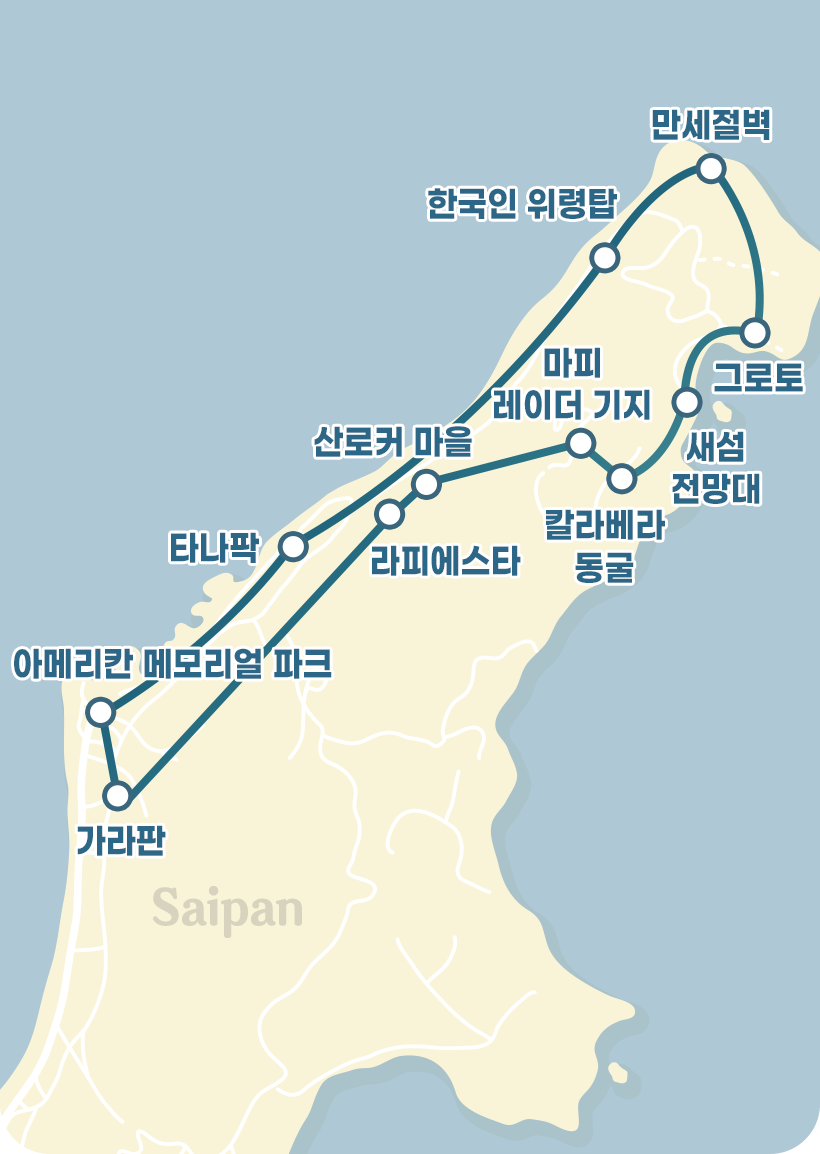 만세절벽
한국인 위령탑
마피
레이더 기지
그로토
산로커 마을
새섬
전망대
칼라베라
동굴
타나팍
라피에스타
아메리칸 메모리얼 파크
가라판
Saipan